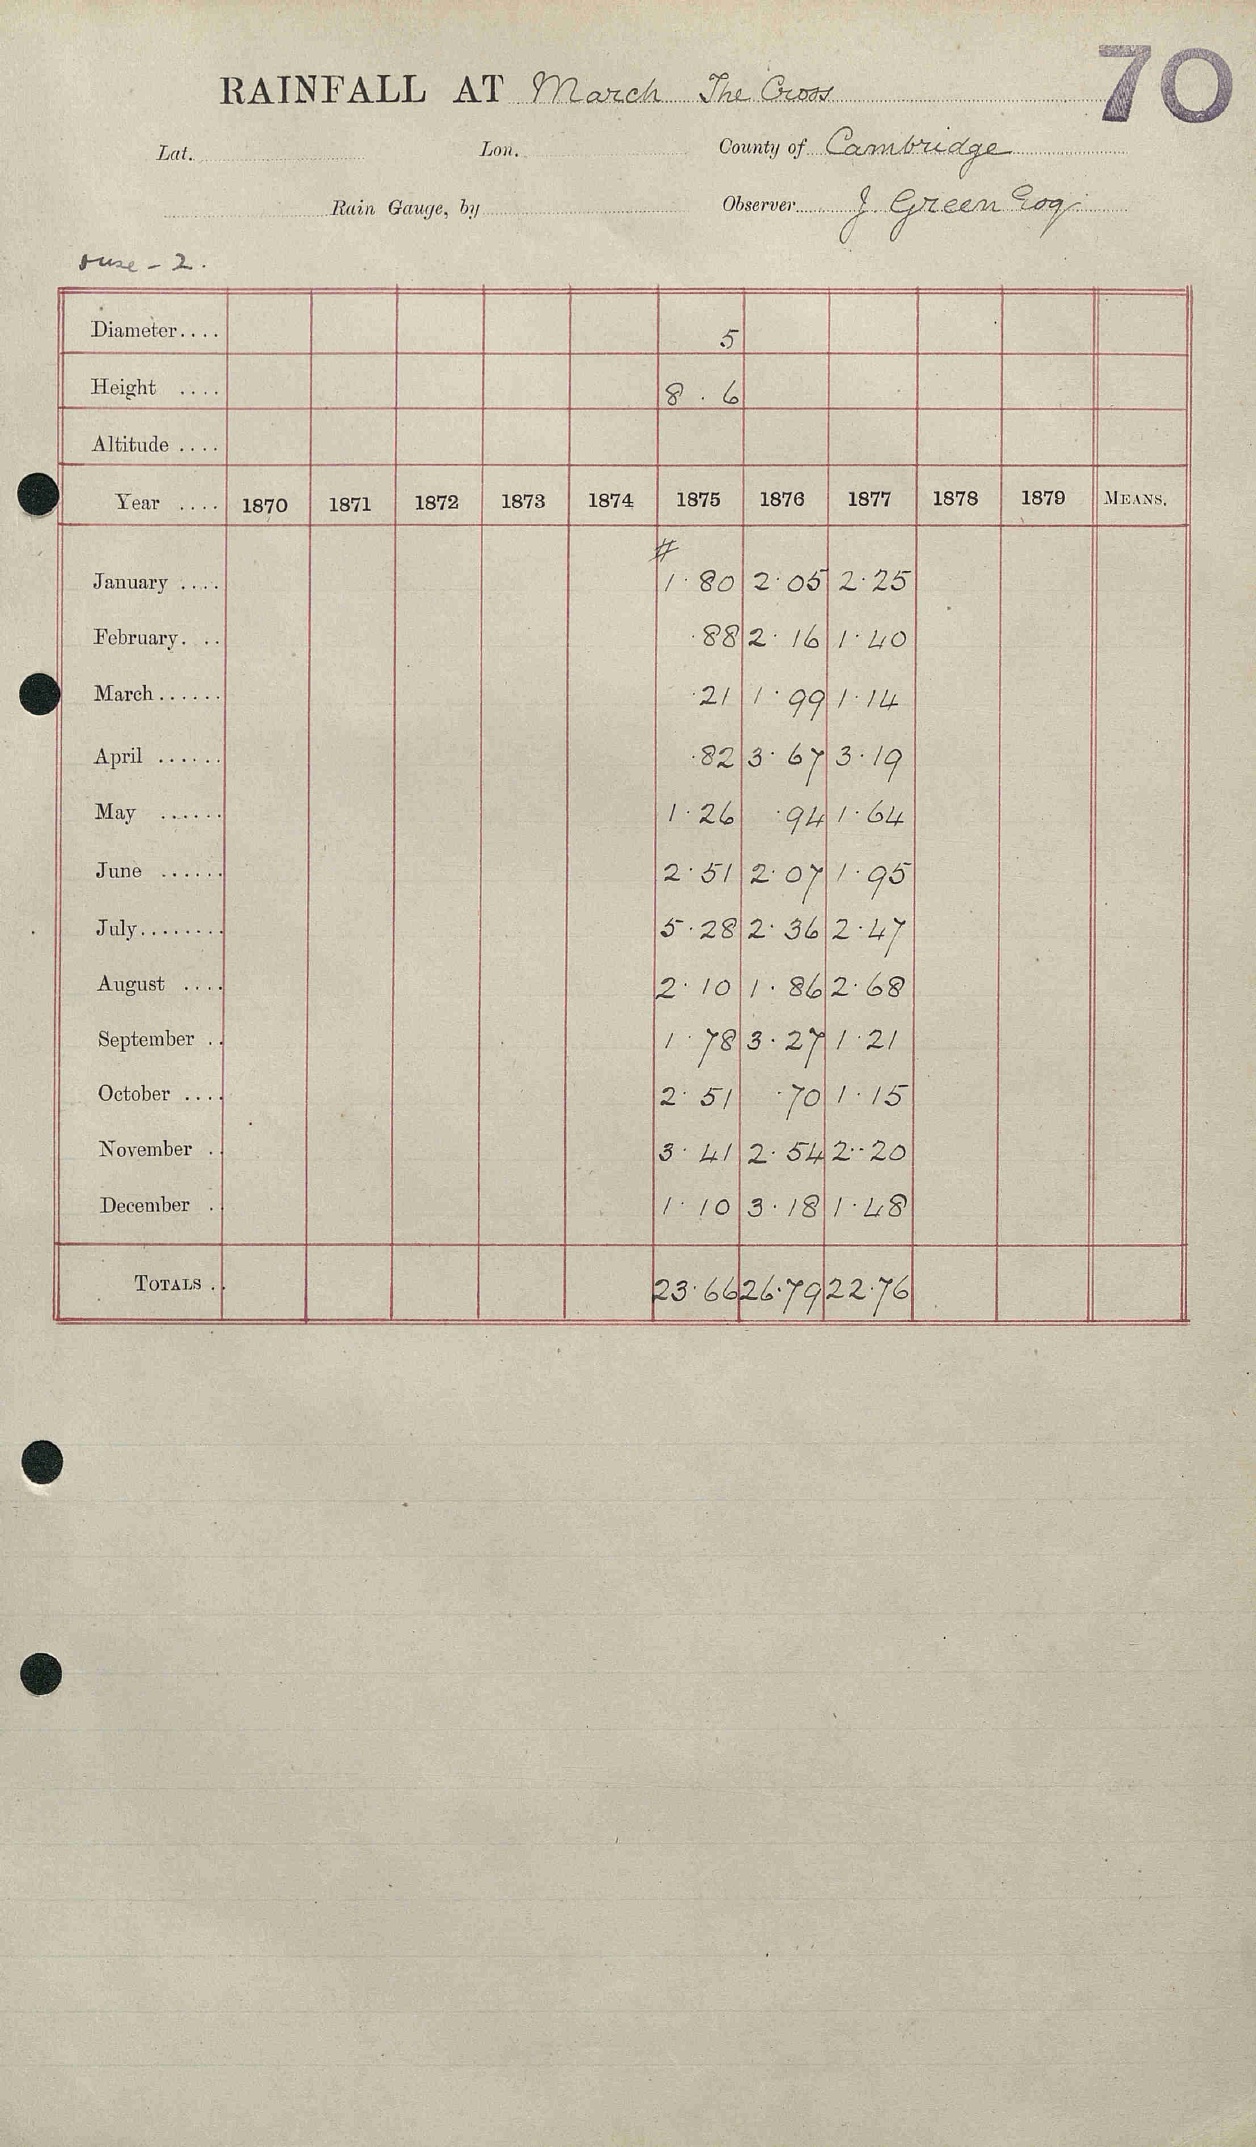 70
RAINFALL AT March The Cross
Lat. Lon. County of Cambridge
Rain Gauge, by Observer J. Green Esq
ouse - 2.
Diameter.... 5
Height .... 8 . 6
Altitude ....
Year .... 1870 1871 1872 1873 1874 1875 1876 1877 1878 1879 MEANS.
#
January .... 1.80 2.05 2.25
February. .. .88 2.16 1.40
March...... .21 1.99 1.14
April ...... .82 3.67 3.19
May ...... 1.26 .94 1.64
June ...... 2.51 2.07 1.95
July........ 5.28 2.36 2.47
August .... 2.10 1.86 2.68
September .. 1.78 3.27 1.21
October .... 2.51 .70 1.15
November . 3.41 2.54 2.20
December . 1.10 3.18 1.48
TOTALS .. 23.66 26.79 22.76